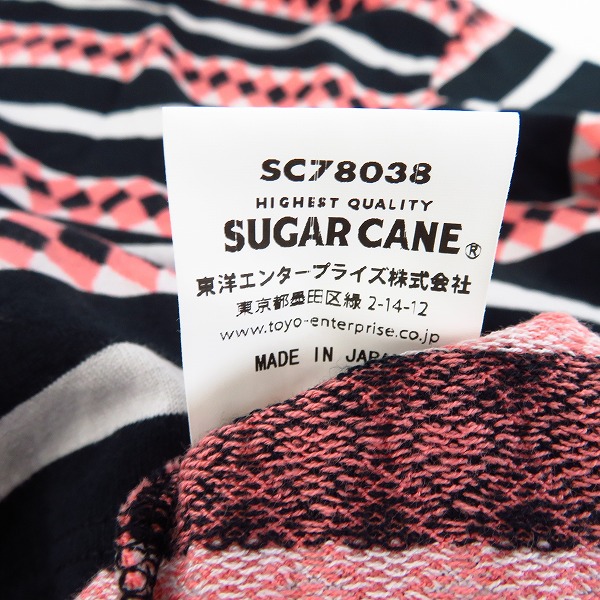 SC78038
HIGHEST QUALITY
SUGAR CANE®
東洋エンタープライズ株式会社
東京都墨田区緑 2-14-12
www.toyo-enterprise.co.jp
MADE IN JAPA